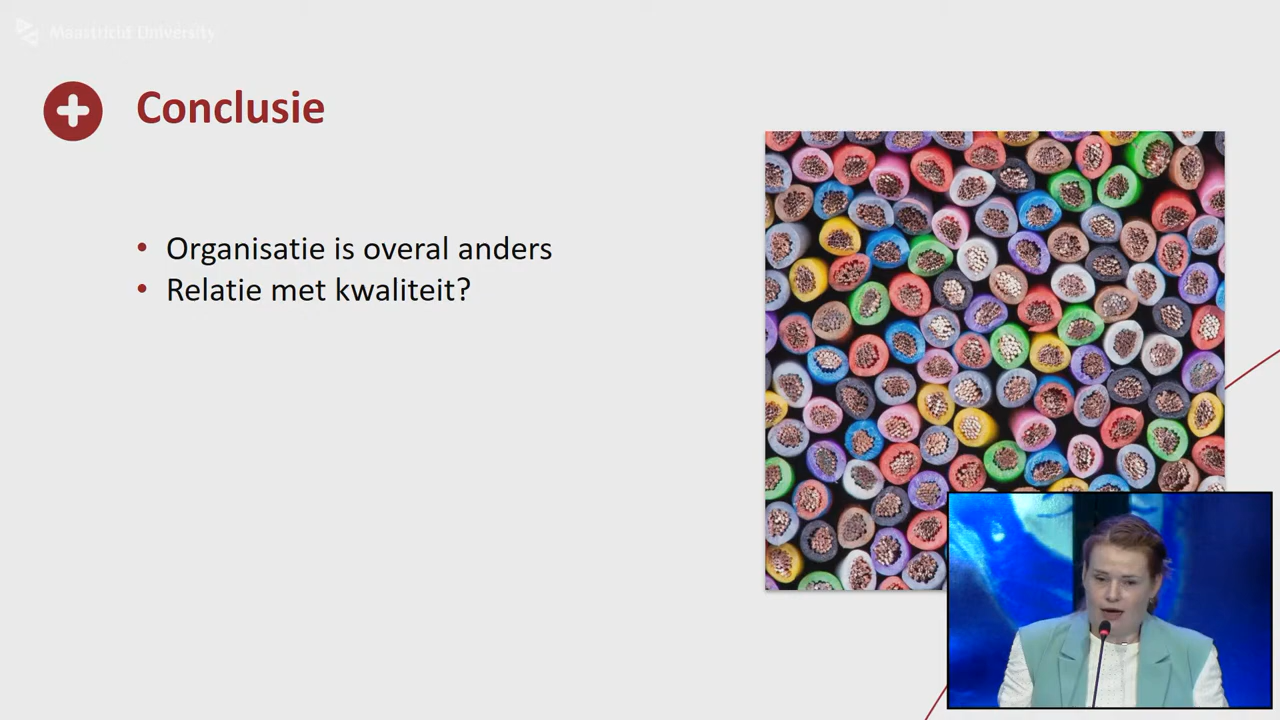 Maastricht University
Conclusie
• Organisatie is overal anders
• Relatie met kwaliteit?